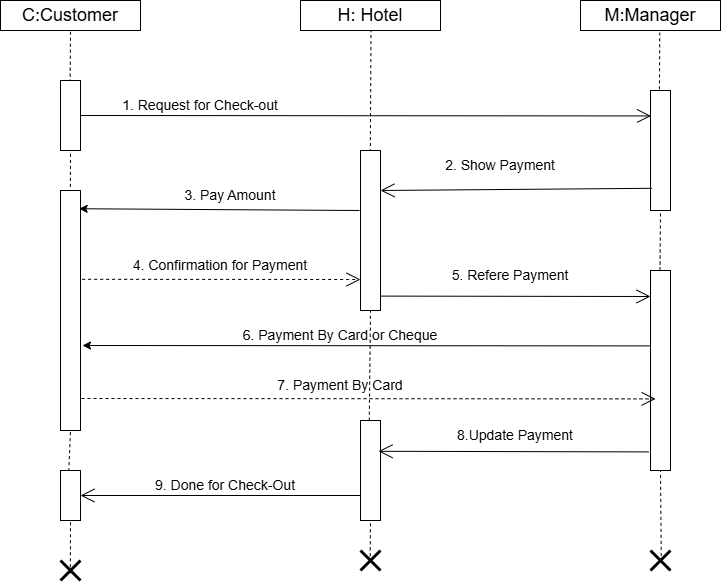 C:Customer
H: Hotel
M:Manager
1. Request for Check-out
2. Show Payment
3. Pay Amount
4. Confirmation for Payment
5. Refere Payment
6. Payment By Card or Cheque
7. Payment By Card
8.Update Payment
9. Done for Check-Out